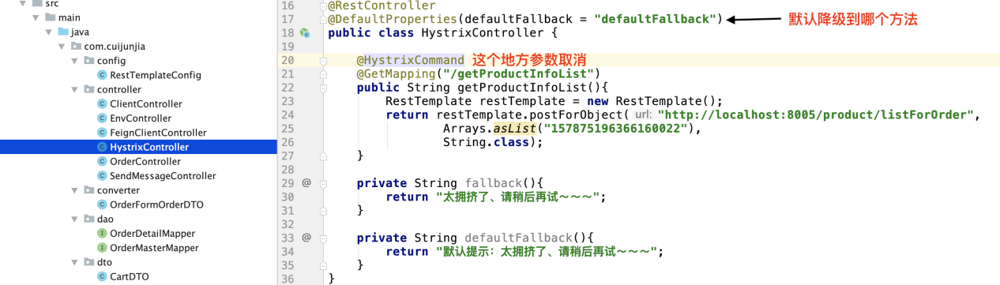 src
main
java
com.cuijunjia
config
RestTemplateConfig
controller
ClientController
EnvController
FeignClientController
HystrixController
OrderController
SendMessageController
converter
OrderFormOrderDTO
dao
OrderDetailMapper
OrderMasterMapper
dto
CartDTO
16 @RestController
17 @DefaultProperties(defaultFallback = "defaultFallback") 默认降级到哪个方法
18 public class HystrixController {
19
20 @HystrixCommand 这个地方参数取消
21 @GetMapping("/getProductInfoList")
22 public String getProductInfoList(){
23 RestTemplate restTemplate = new RestTemplate();
24 return restTemplate.postForObject( url: "http://localhost:8005/product/listForOrder",
25 Arrays.asList("157875196366160022"),
26 String.class);
27 }
28
29 @ private String fallback(){
30 return "太拥挤了、请稍后再试~~~";
31 }
32
33 @ private String defaultFallback(){
34 return "默认提示：太拥挤了、请稍后再试~~~";
35 }
36 }